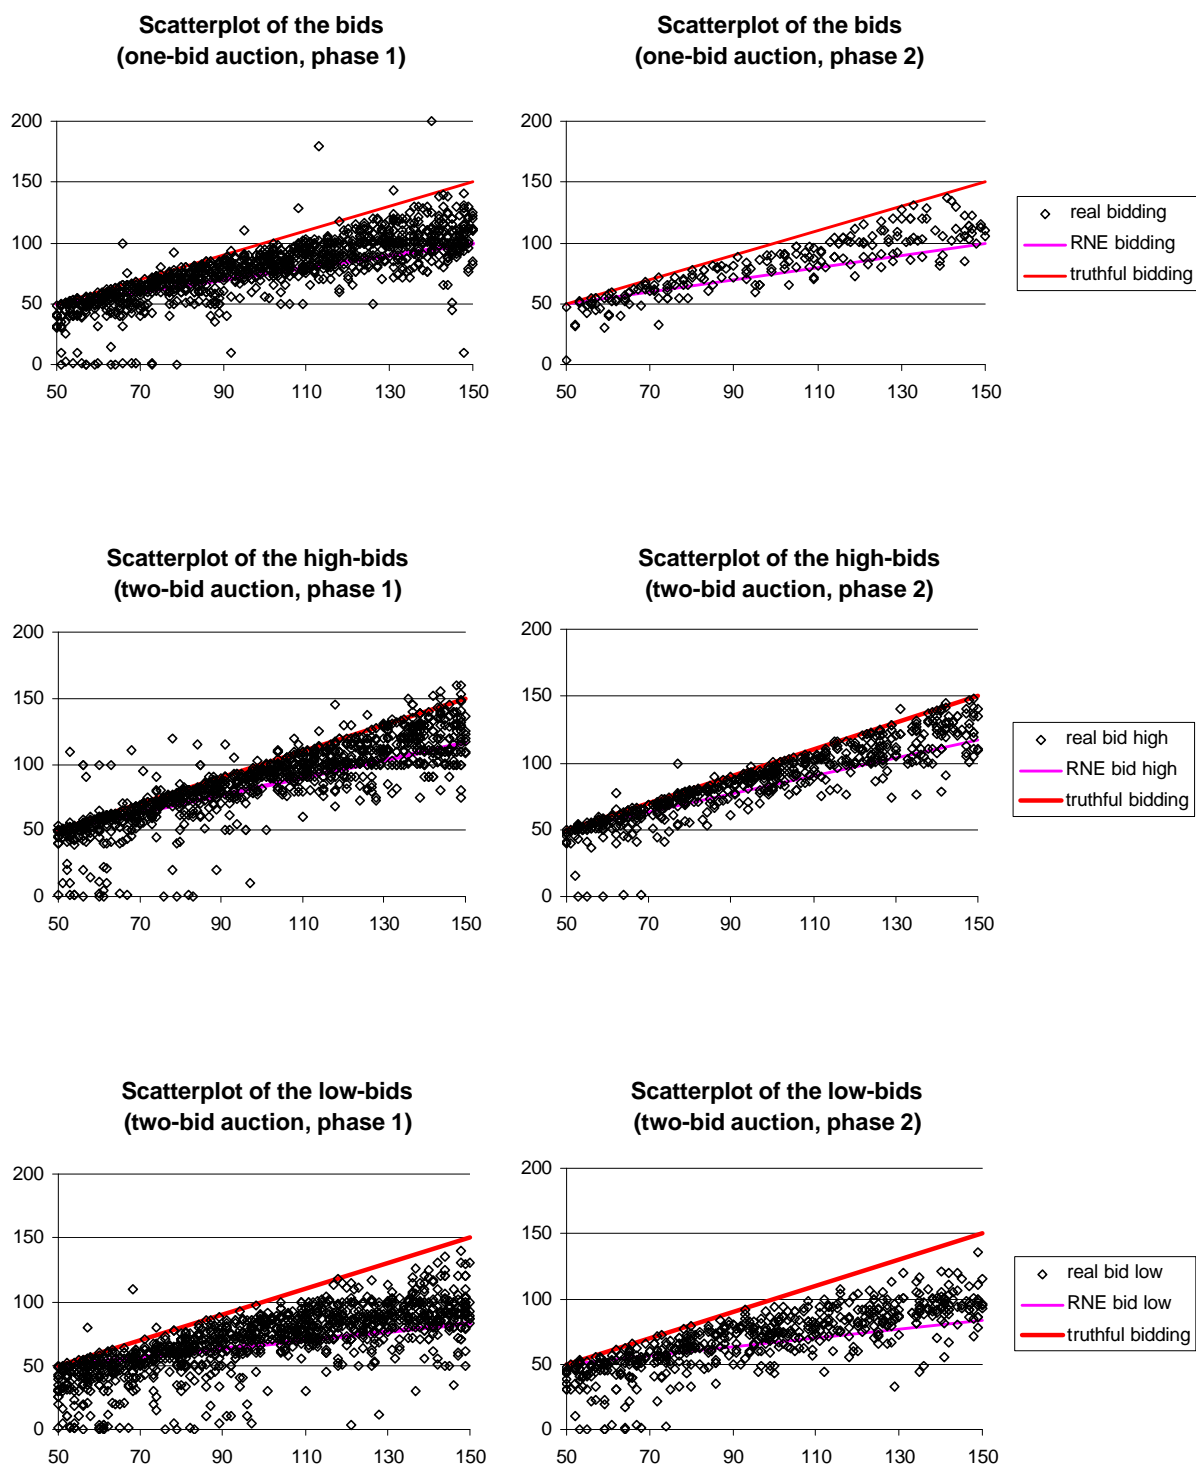 Scatterplot of the bids
(one-bid auction, phase 1)
Scatterplot of the bids
(one-bid auction, phase 2)
200
150
100
50
0
50 70 90 110 130 150
200
150
100
50
0
50 70 90 110 130 150
real bidding
RNE bidding
truthful bidding
Scatterplot of the high-bids
(two-bid auction, phase 1)
Scatterplot of the high-bids
(two-bid auction, phase 2)
200
150
100
50
0
50 70 90 110 130 150
200
150
100
50
0
50 70 90 110 130 150
real bid high
RNE bid high
truthful bidding
Scatterplot of the low-bids
(two-bid auction, phase 1)
Scatterplot of the low-bids
(two-bid auction, phase 2)
200
150
100
50
0
50 70 90 110 130 150
200
150
100
50
0
50 70 90 110 130 150
real bid low
RNE bid low
truthful bidding